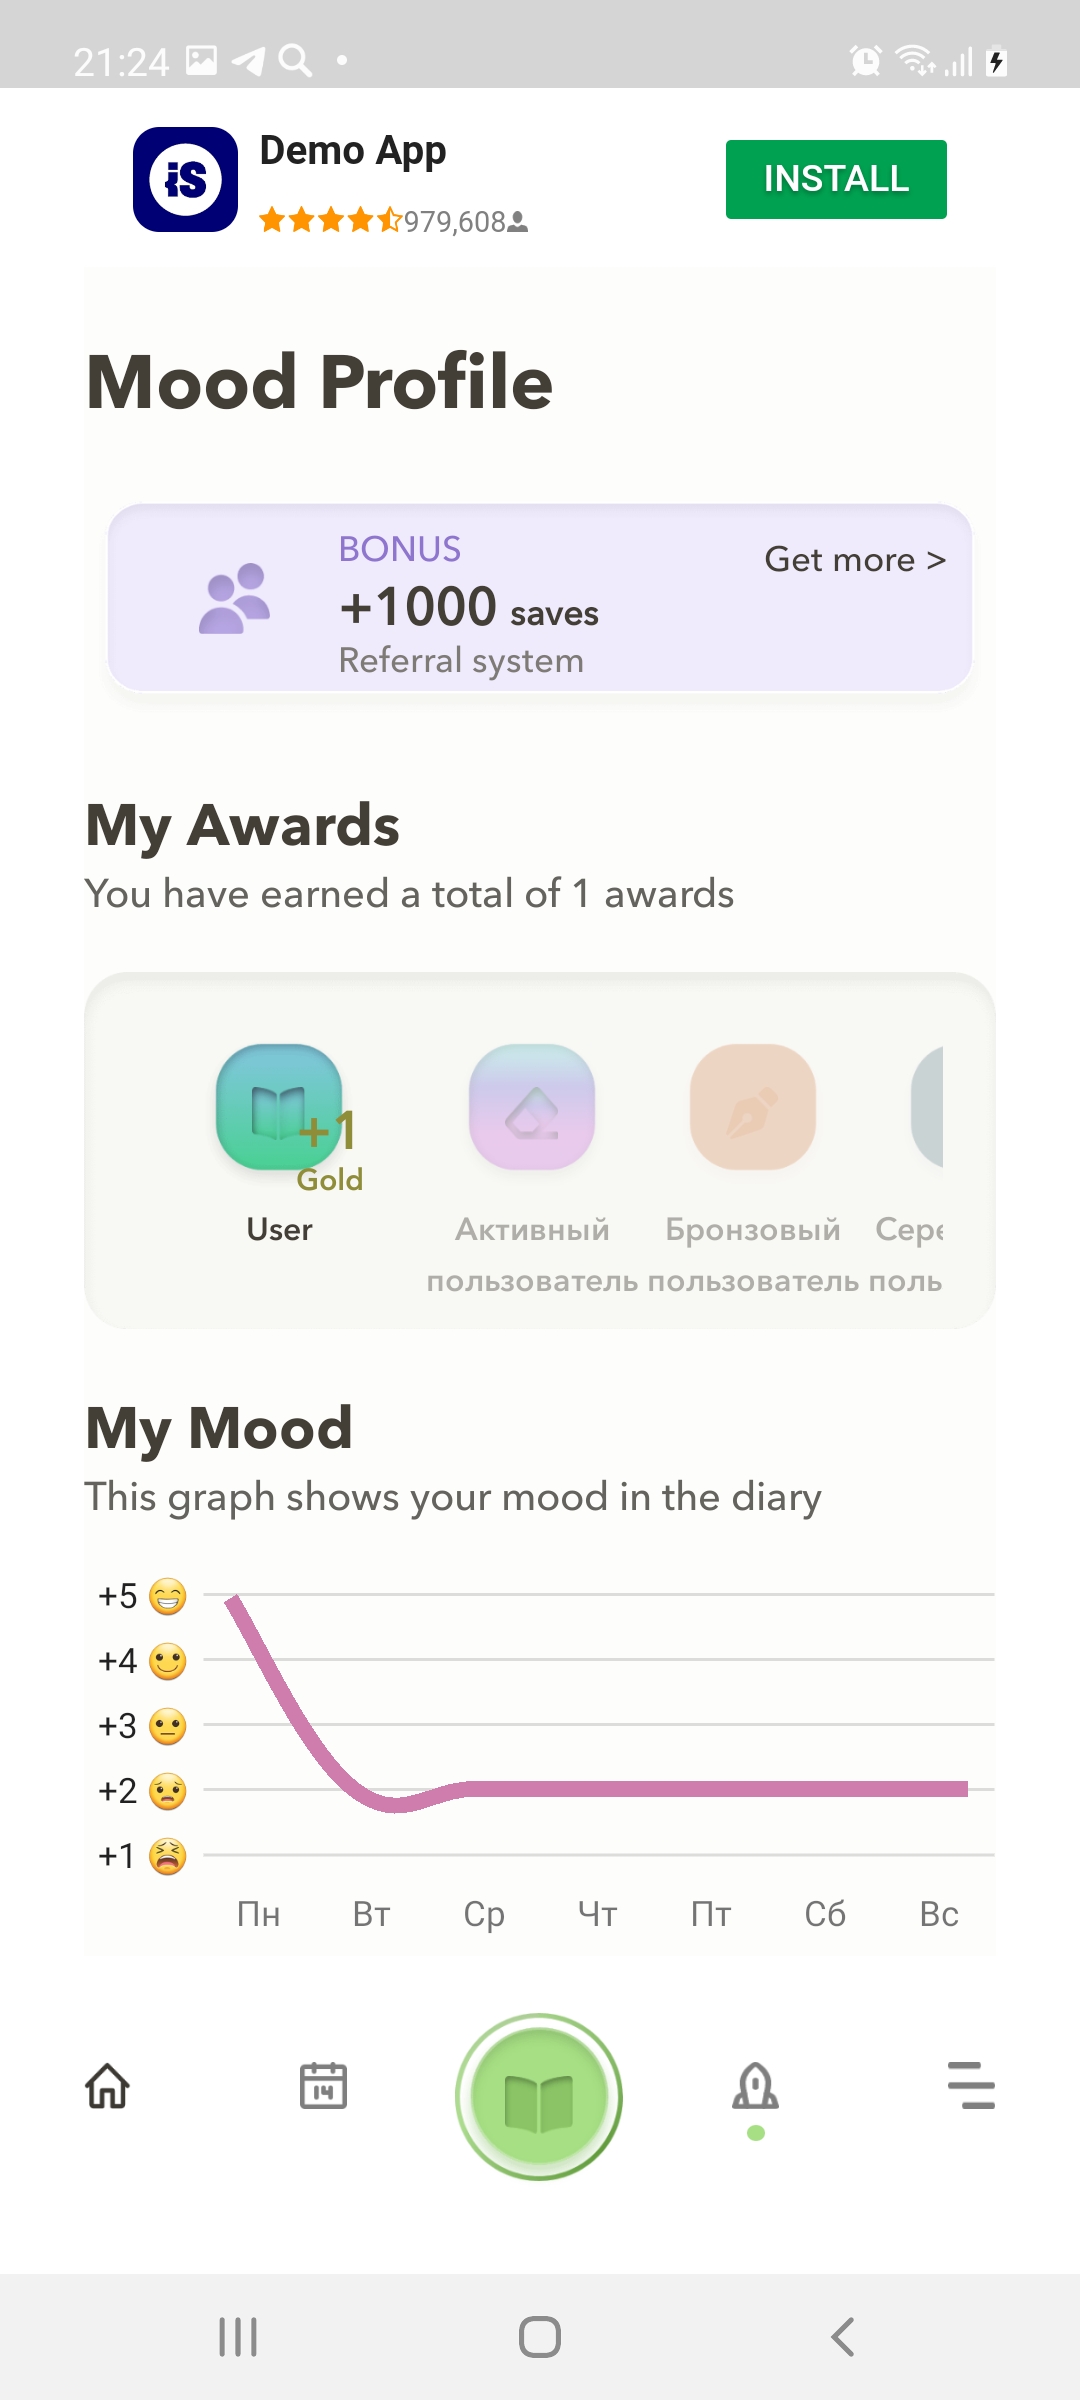 21:24
iS
Demo App
979,608
INSTALL
Mood Profile
BONUS
+1000 saves
Referral system
Get more >
My Awards
You have earned a total of 1 awards
+1
Gold
User
Активный
пользователь
Бронзовый
пользователь
Сере
поль
My Mood
This graph shows your mood in the diary
+5
+4
+3
+2
+1
Пн Вт Ср Чт Пт Сб Вс
14